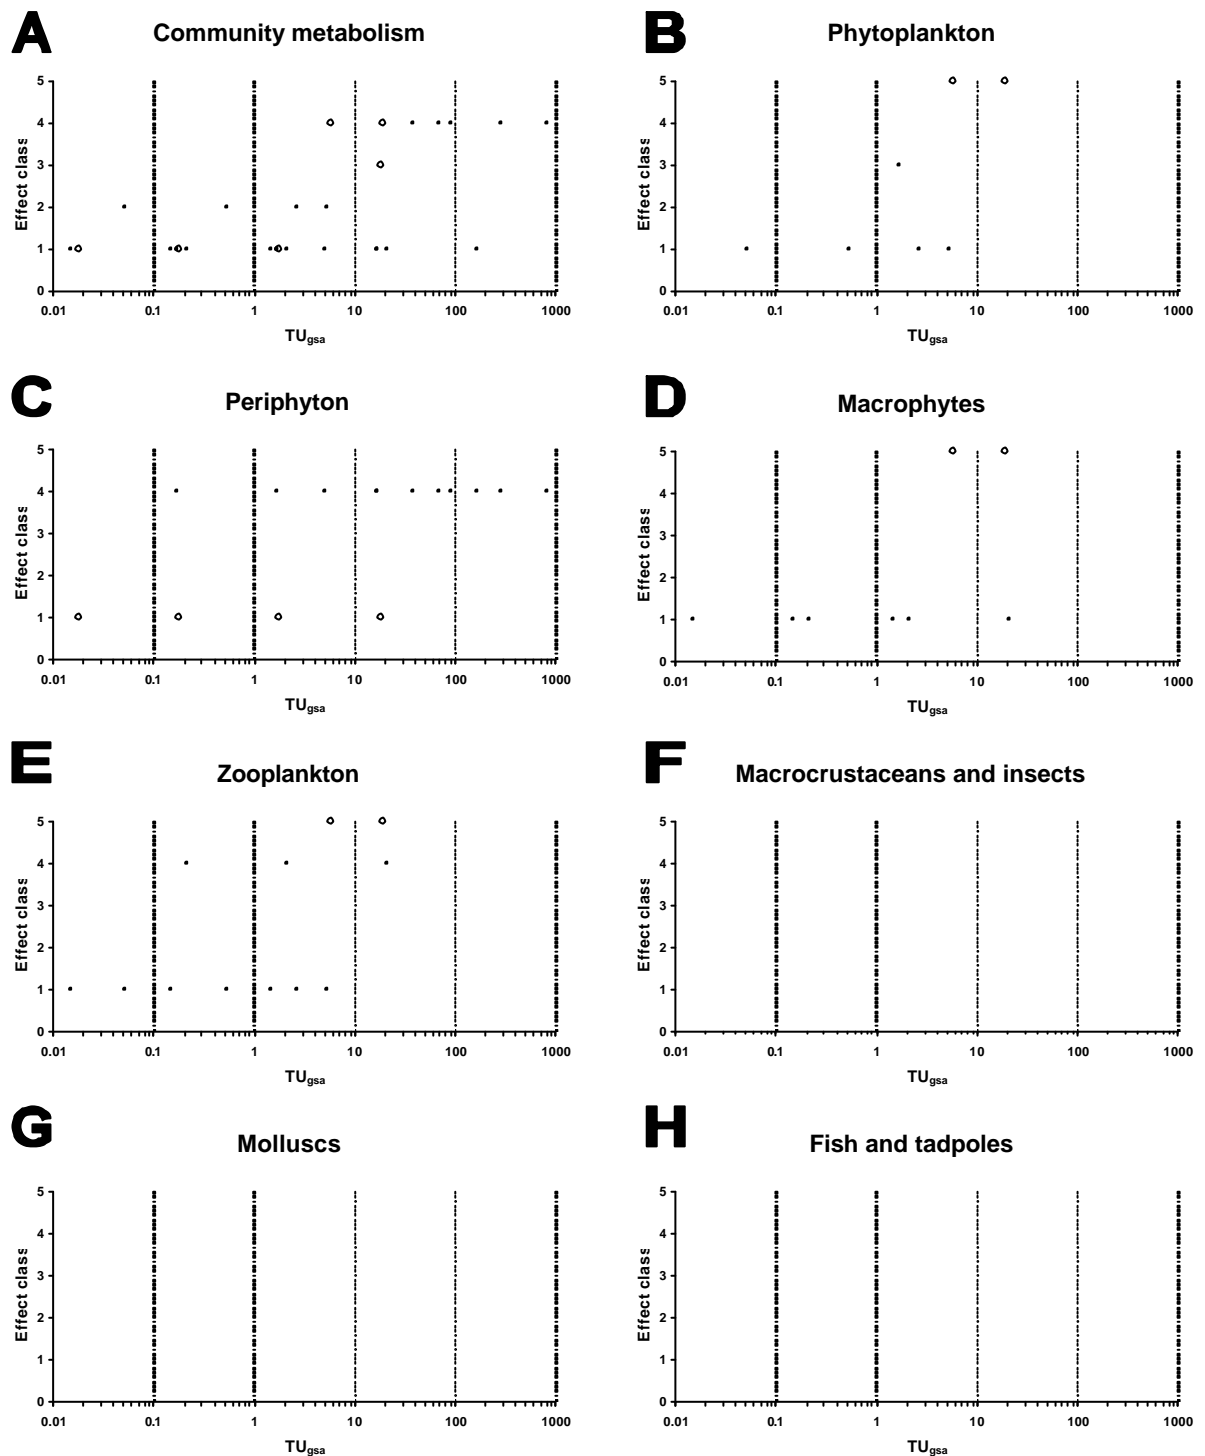 A
Community metabolism
Effect class
5
4
3
2
1
0
0.01 0.1 1 10 100 1000
TUgsa
B
Phytoplankton
Effect class
5
4
3
2
1
0
0.01 0.1 1 10 100 1000
TUgsa
C
Periphyton
Effect class
5
4
3
2
1
0
0.01 0.1 1 10 100 1000
TUgsa
D
Macrophytes
Effect class
5
4
3
2
1
0
0.01 0.1 1 10 100 1000
TUgsa
E
Zooplankton
Effect class
5
4
3
2
1
0
0.01 0.1 1 10 100 1000
TUgsa
F
Macrocrustaceans and insects
Effect class
5
4
3
2
1
0
0.01 0.1 1 10 100 1000
TUgsa
G
Molluscs
Effect class
5
4
3
2
1
0
0.01 0.1 1 10 100 1000
TUgsa
H
Fish and tadpoles
Effect class
5
4
3
2
1
0
0.01 0.1 1 10 100 1000
TUgsa